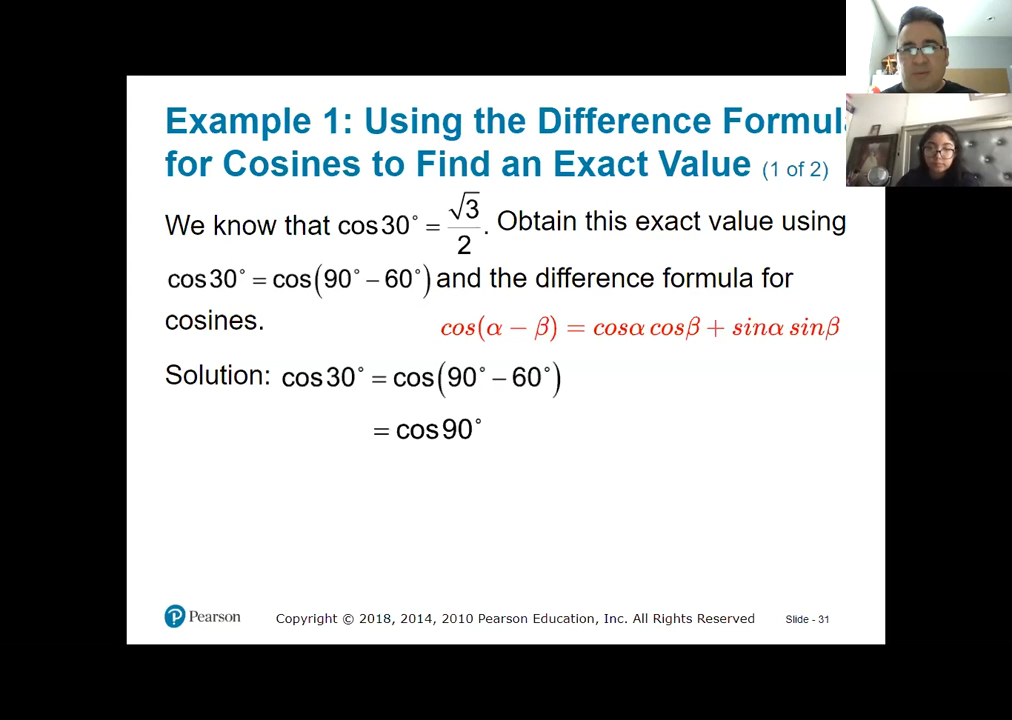 Example 1: Using the Difference Formul
for Cosines to Find an Exact Value (1 of 2)
We know that cos 30° = √3/2. Obtain this exact value using
cos 30° = cos(90° − 60°) and the difference formula for
cosines.
cos(α − β) = cosα cosβ + sinα sinβ
Solution: cos 30° = cos(90° − 60°)
= cos 90°
P Pearson
Copyright © 2018, 2014, 2010 Pearson Education, Inc. All Rights Reserved
Slide - 31